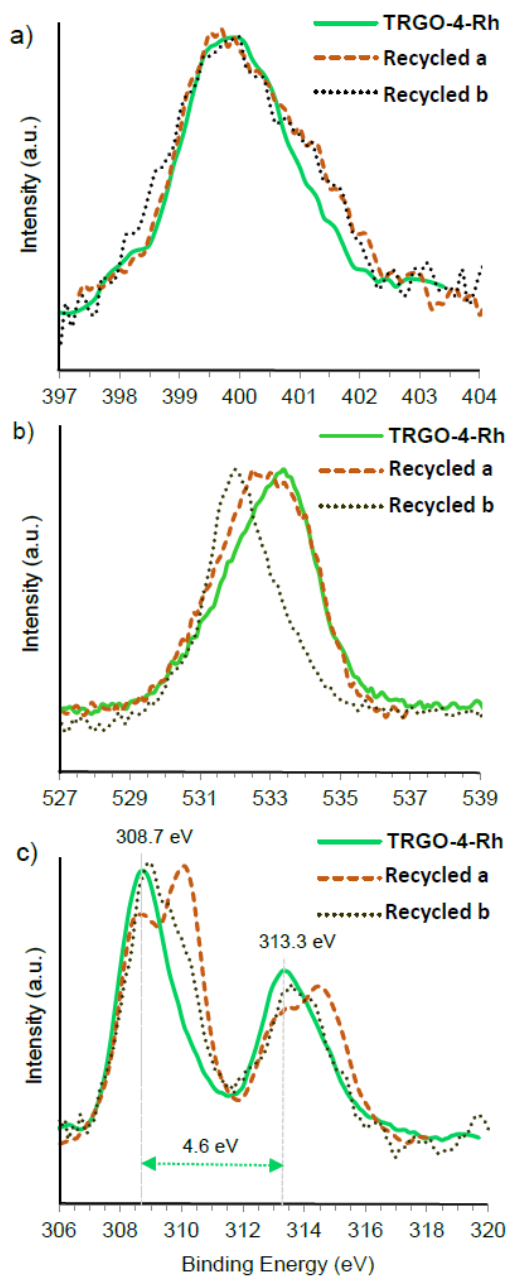 a)
TRGO-4-Rh
Recycled a
Recycled b
Intensity (a.u.)
397 398 399 400 401 402 403 404
b)
TRGO-4-Rh
Recycled a
Recycled b
Intensity (a.u.)
527 529 531 533 535 537 539
c)
308.7 eV
TRGO-4-Rh
Recycled a
Recycled b
313.3 eV
Intensity (a.u.)
4.6 eV
306 308 310 312 314 316 318 320
Binding Energy (eV)